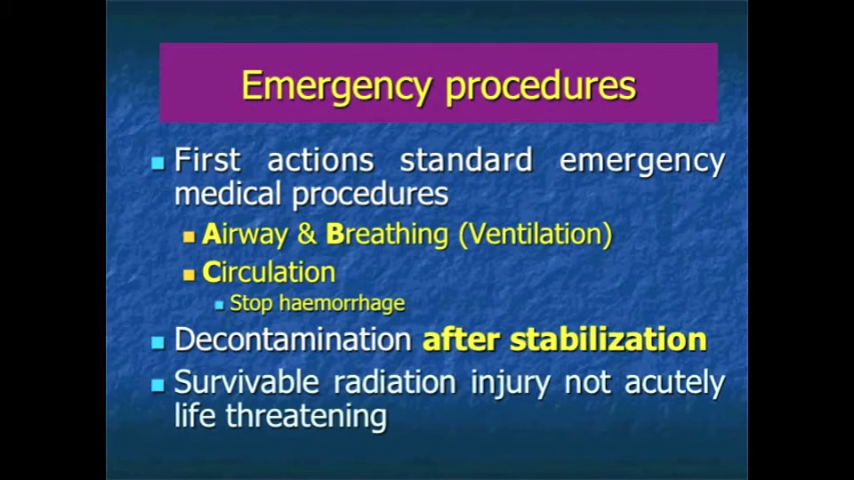 Emergency procedures
First actions standard emergency
medical procedures
Airway & Breathing (Ventilation)
Circulation
Stop haemorrhage
Decontamination after stabilization
Survivable radiation injury not acutely
life threatening